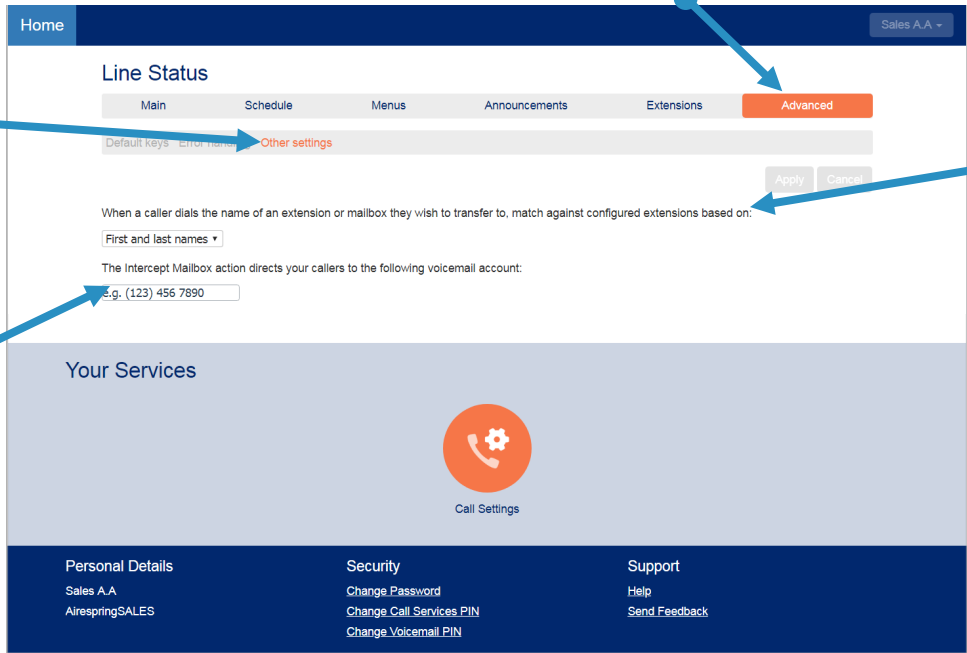 Home
Sales A.A
Line Status
Main Schedule Menus Announcements Extensions Advanced
Default keys Error handling Other settings
Apply Cancel
When a caller dials the name of an extension or mailbox they wish to transfer to, match against configured extensions based on:
First and last names
The Intercept Mailbox action directs your callers to the following voicemail account:
e.g. (123) 456 7890
Your Services
Call Settings
Personal Details Security Support
Sales A.A Change Password Help
AirespringSALES Change Call Services PIN Send Feedback
Change Voicemail PIN